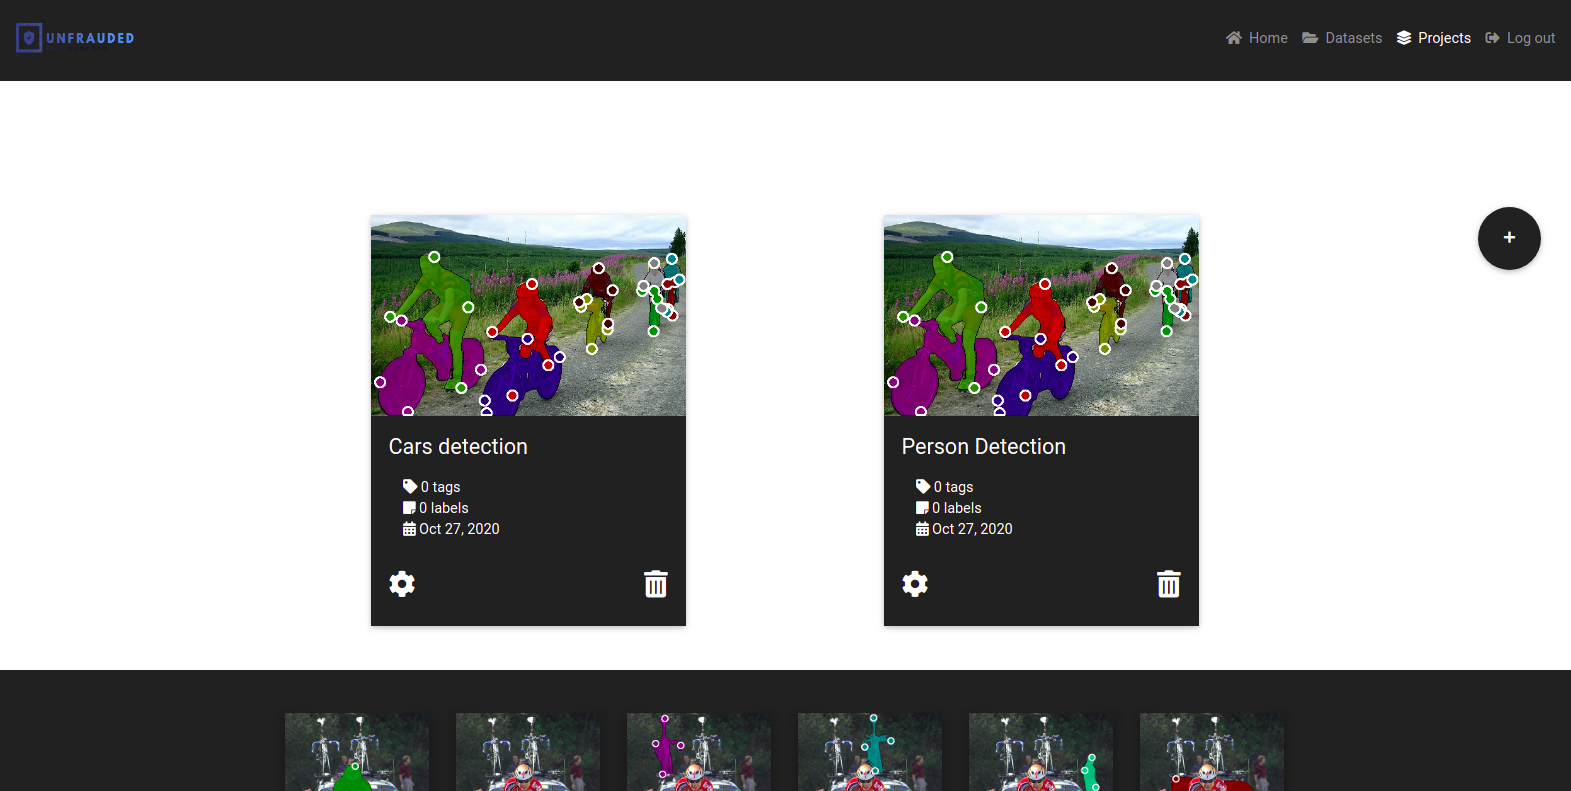 UNFRAUDED
Home Datasets Projects Log out
+
Cars detection
0 tags
0 labels
Oct 27, 2020
Person Detection
0 tags
0 labels
Oct 27, 2020